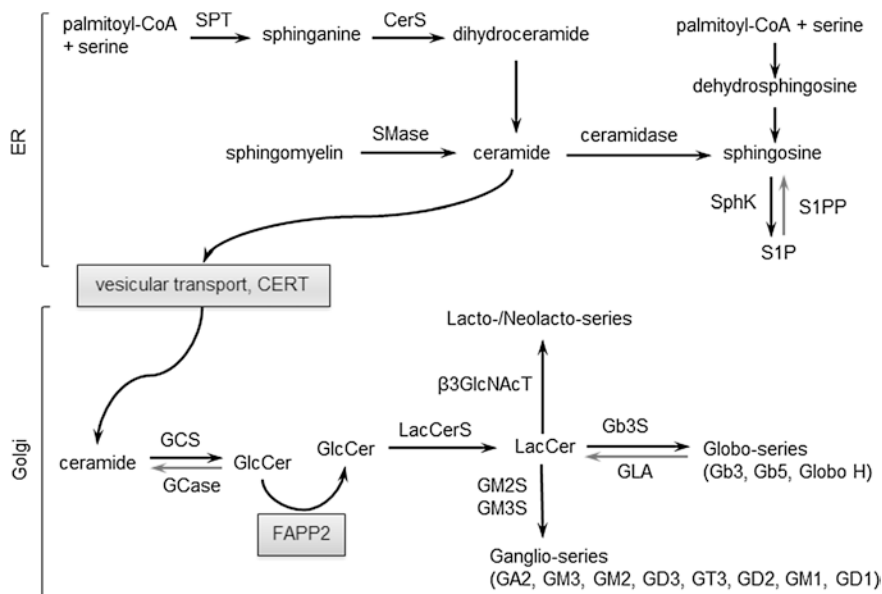 palmitoyl-CoA
+ serine
SPT
sphinganine
CerS
dihydroceramide
palmitoyl-CoA + serine
dehydrosphingosine
ER
sphingomyelin
SMase
ceramide
ceramidase
sphingosine
SphK
S1PP
S1P
vesicular transport, CERT
Lacto-/Neolacto-series
β3GlcNAcT
Golgi
ceramide
GCS
GCase
GlcCer
GlcCer
LacCerS
LacCer
Gb3S
GLA
Globo-series
(Gb3, Gb5, Globo H)
FAPP2
GM2S
GM3S
Ganglio-series
(GA2, GM3, GM2, GD3, GT3, GD2, GM1, GD1)